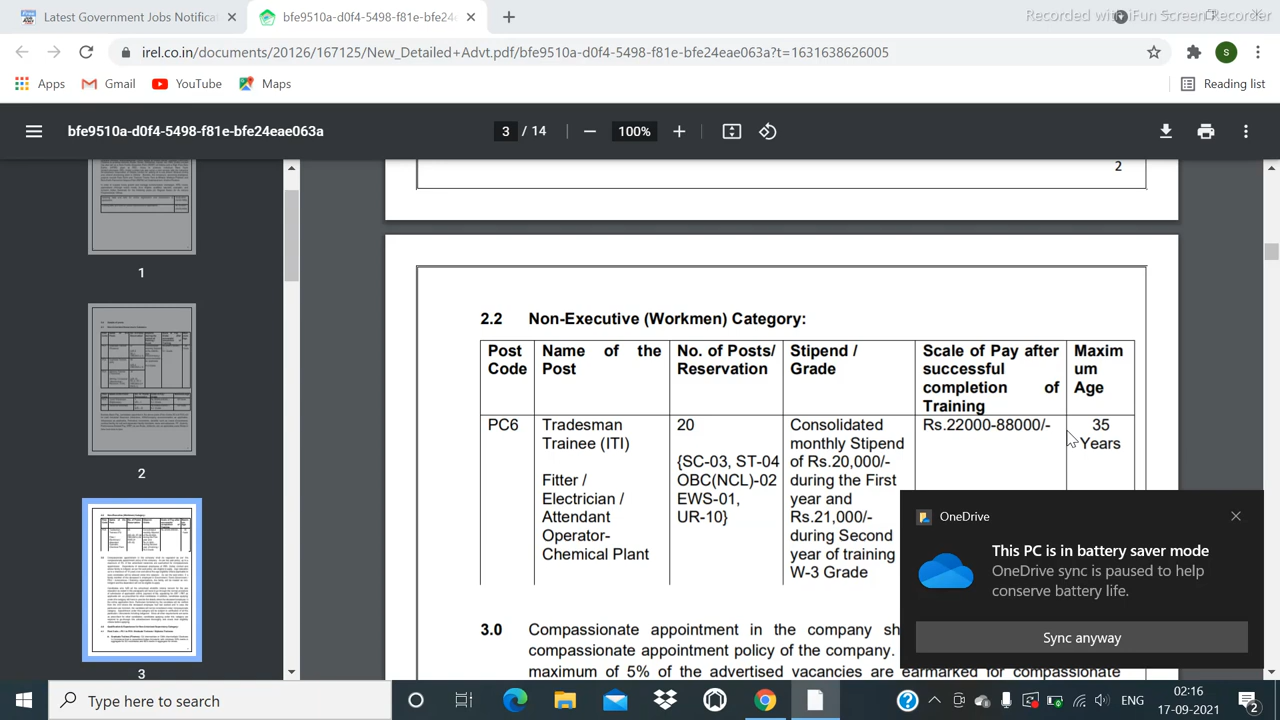 Latest Government Jobs Notificat
bfe9510a-d0f4-5498-f81e-bfe24
Recorded with iFun Screen Recorder
irel.co.in/documents/20126/167125/New_Detailed+Advt.pdf/bfe9510a-d0f4-5498-f81e-bfe24eae063a?t=1631638626005
S
Apps
Gmail
YouTube
Maps
Reading list
bfe9510a-d0f4-5498-f81e-bfe24eae063a
3 / 14
100%
2
1
2
3
2.2 Non-Executive (Workmen) Category:
Post Code
Name of the Post
No. of Posts/ Reservation
Stipend / Grade
Scale of Pay after successful completion of Training
Maxim um Age
PC6
Tradesman
Trainee (ITI)
Fitter /
Electrician /
Attendant
Operator-
Chemical Plant
20
{SC-03, ST-04
OBC(NCL)-02
EWS-01,
UR-10}
Consolidated
monthly Stipend
of Rs.20,000/-
during the First
year and
Rs.21,000/-
during Second
year of training
W-3 Grade
Rs.22000-88000/-
35
Years
3.0 Compassionate appointment in the company
compassionate appointment policy of the company.
maximum of 5% of the advertised vacancies are earmarked for compassionate
OneDrive
This PC is in battery saver mode
OneDrive sync is paused to help
conserve battery life.
Sync anyway
Type here to search
ENG
02:16
17-09-2021
2